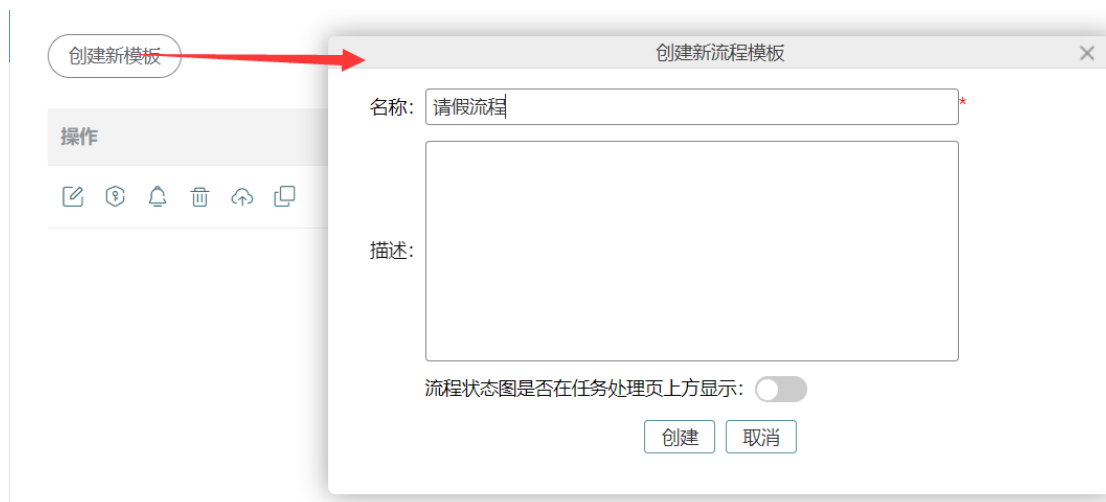 创建新模板
创建新流程模板
操作
名称：
请假流程
*
描述：
流程状态图是否在任务处理页上方显示：
创建
取消